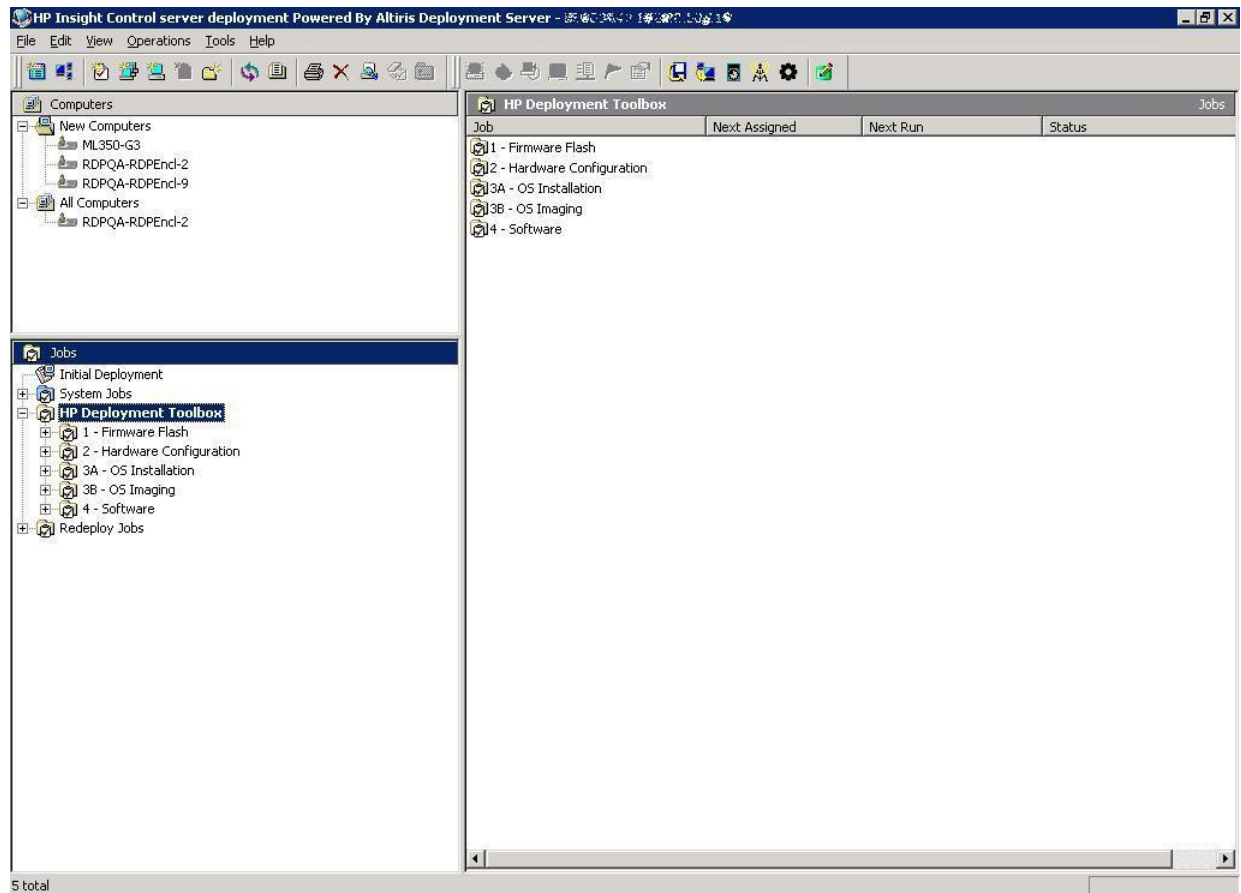 HP Insight Control server deployment Powered By Altiris Deployment Server -
File Edit View Operations Tools Help
Computers
New Computers
ML350-G3
RDPQA-RDPEncl-2
RDPQA-RDPEncl-9
All Computers
RDPQA-RDPEncl-2
Jobs
Initial Deployment
System Jobs
HP Deployment Toolbox
1 - Firmware Flash
2 - Hardware Configuration
3A - OS Installation
3B - OS Imaging
4 - Software
Redeploy Jobs
HP Deployment Toolbox Jobs
Job Next Assigned Next Run Status
1 - Firmware Flash
2 - Hardware Configuration
3A - OS Installation
3B - OS Imaging
4 - Software
5 total